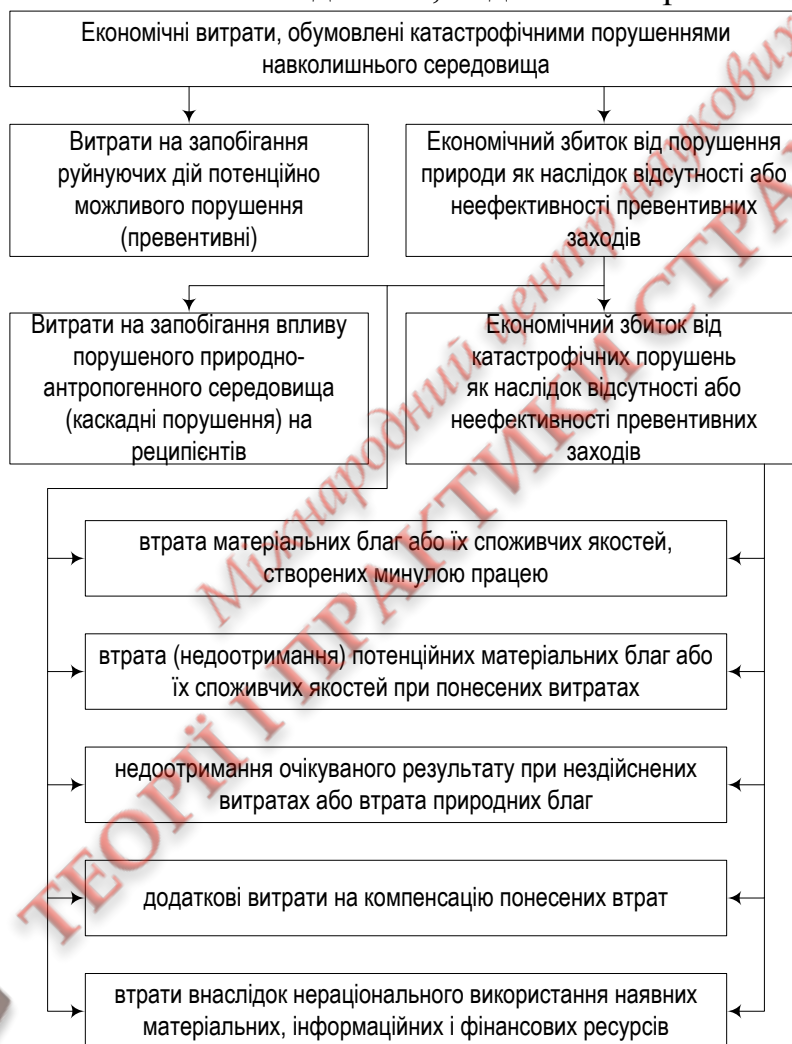 Економічні витрати, обумовлені катастрофічними порушеннями
навколишнього середовища
Витрати на запобігання
руйнуючих дій потенційно
можливого порушення
(превентивні)
Економічний збиток від порушення
природи як наслідок відсутності або
неефективності превентивних
заходів
Витрати на запобігання впливу
порушеного природно-
антропогенного середовища
(каскадні порушення) на
реципієнтів
Економічний збиток від
катастрофічних порушень
як наслідок відсутності або
неефективності превентивних
заходів
втрата матеріальних благ або їх споживчих якостей,
створених минулою працею
втрата (недоотримання) потенційних матеріальних благ або
їх споживчих якостей при понесених витратах
недоотримання очікуваного результату при нездійснених
витратах або втрата природних благ
додаткові витрати на компенсацію понесених втрат
втрати внаслідок нераціонального використання наявних
матеріальних, інформаційних і фінансових ресурсів
Міжнародний центр наукових
ТЕОРІЇ І ПРАКТИКИ